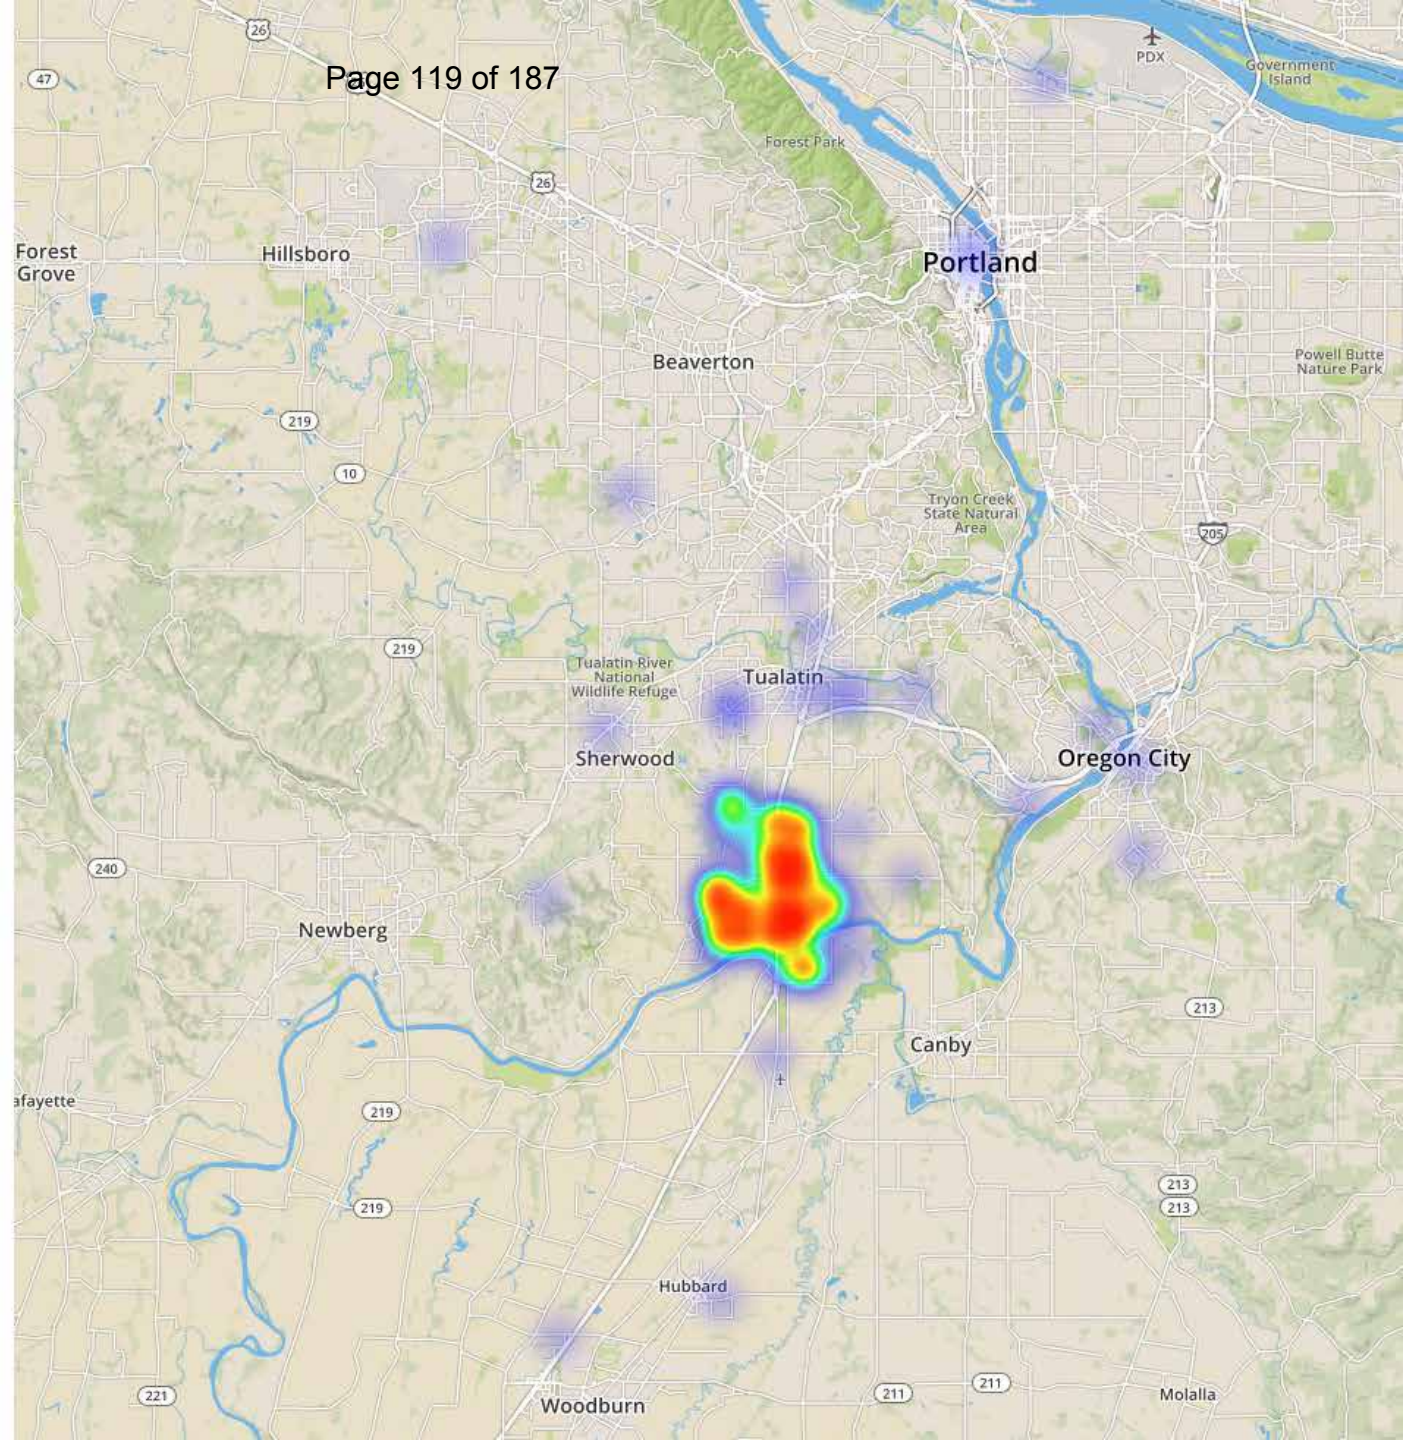 26
47
Page 119 of 187
PDX
Government
Island
Forest Park
26
Forest
Grove
Hillsboro
Portland
Beaverton
Powell Butte
Nature Park
219
10
Tryon Creek
State Natural
Area
205
219
Tualatin River
National
Wildlife Refuge
Tualatin
Sherwood
Oregon City
240
Newberg
213
Canby
afayette
219
213
213
219
Hubbard
221
Woodburn
211
211
Molalla